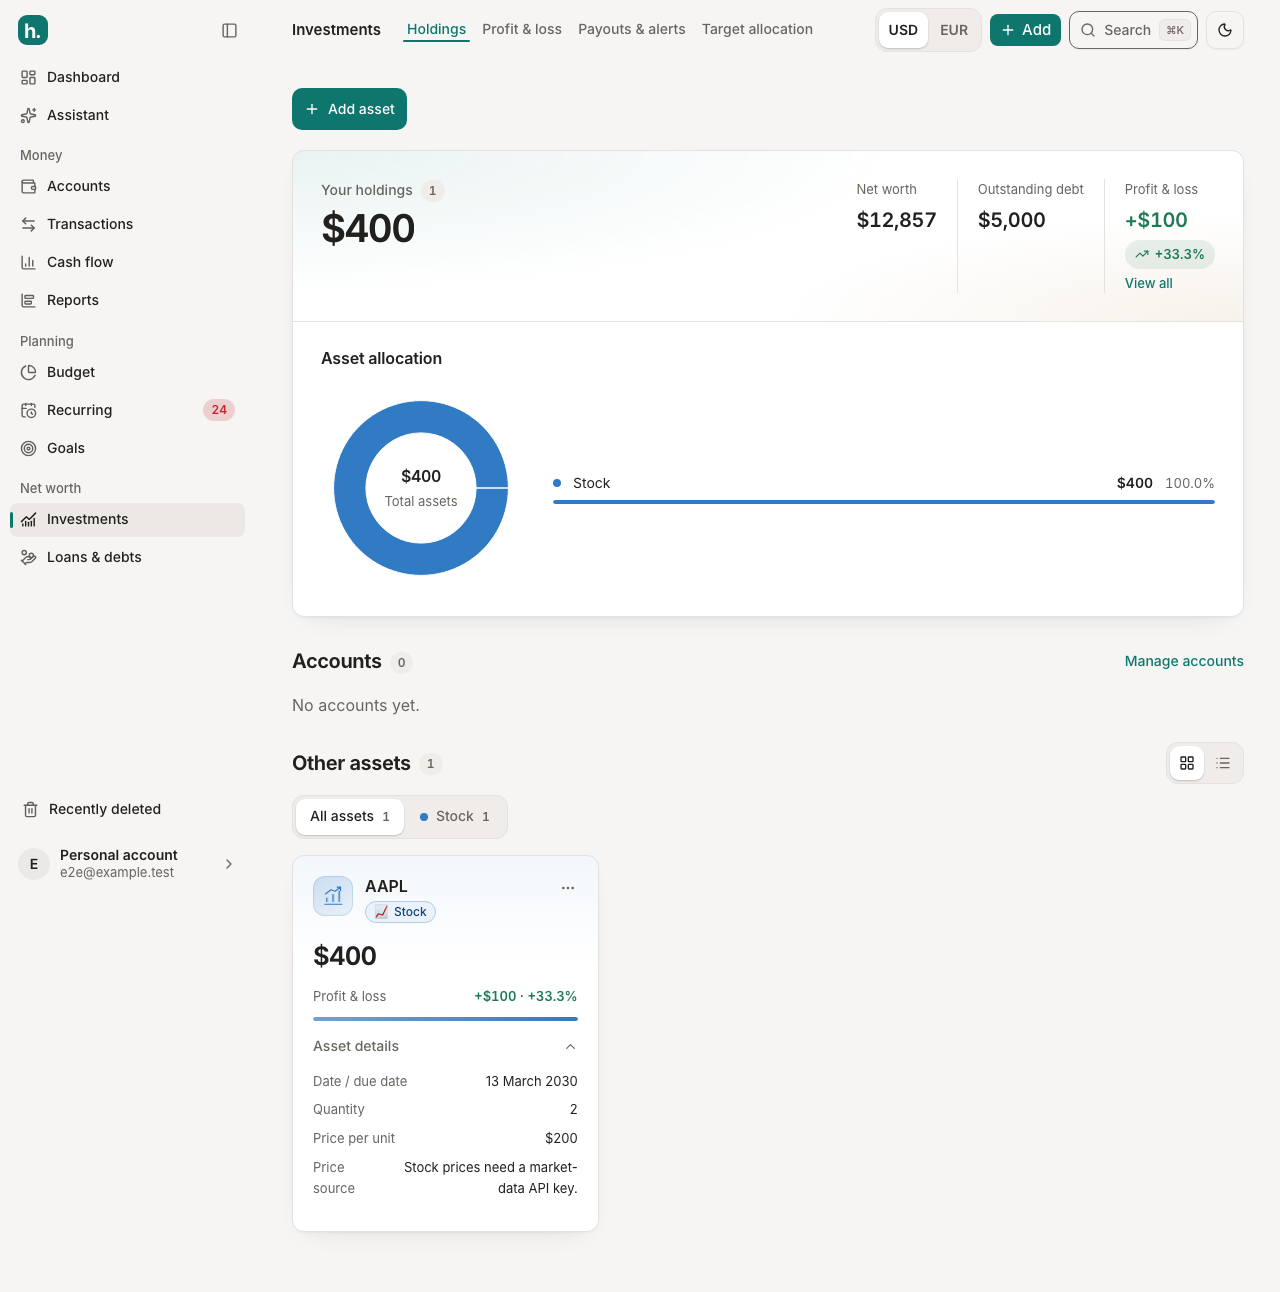 h.
Dashboard
Assistant
Money
Accounts
Transactions
Cash flow
Reports
Planning
Budget
Recurring 24
Goals
Net worth
Investments
Loans & debts
Recently deleted
E
Personal account
e2e@example.test
Investments Holdings Profit & loss Payouts & alerts Target allocation USD EUR + Add Search ⌘K
+ Add asset
Your holdings 1
$400
Net worth
$12,857
Outstanding debt
$5,000
Profit & loss
+$100
+33.3%
View all
Asset allocation
$400
Total assets
Stock $400 100.0%
Accounts 0 Manage accounts
No accounts yet.
Other assets 1
All assets 1 Stock 1
AAPL
Stock
$400
Profit & loss +$100 · +33.3%
Asset details
Date / due date 13 March 2030
Quantity 2
Price per unit $200
Price source
Stock prices need a market-
data API key.